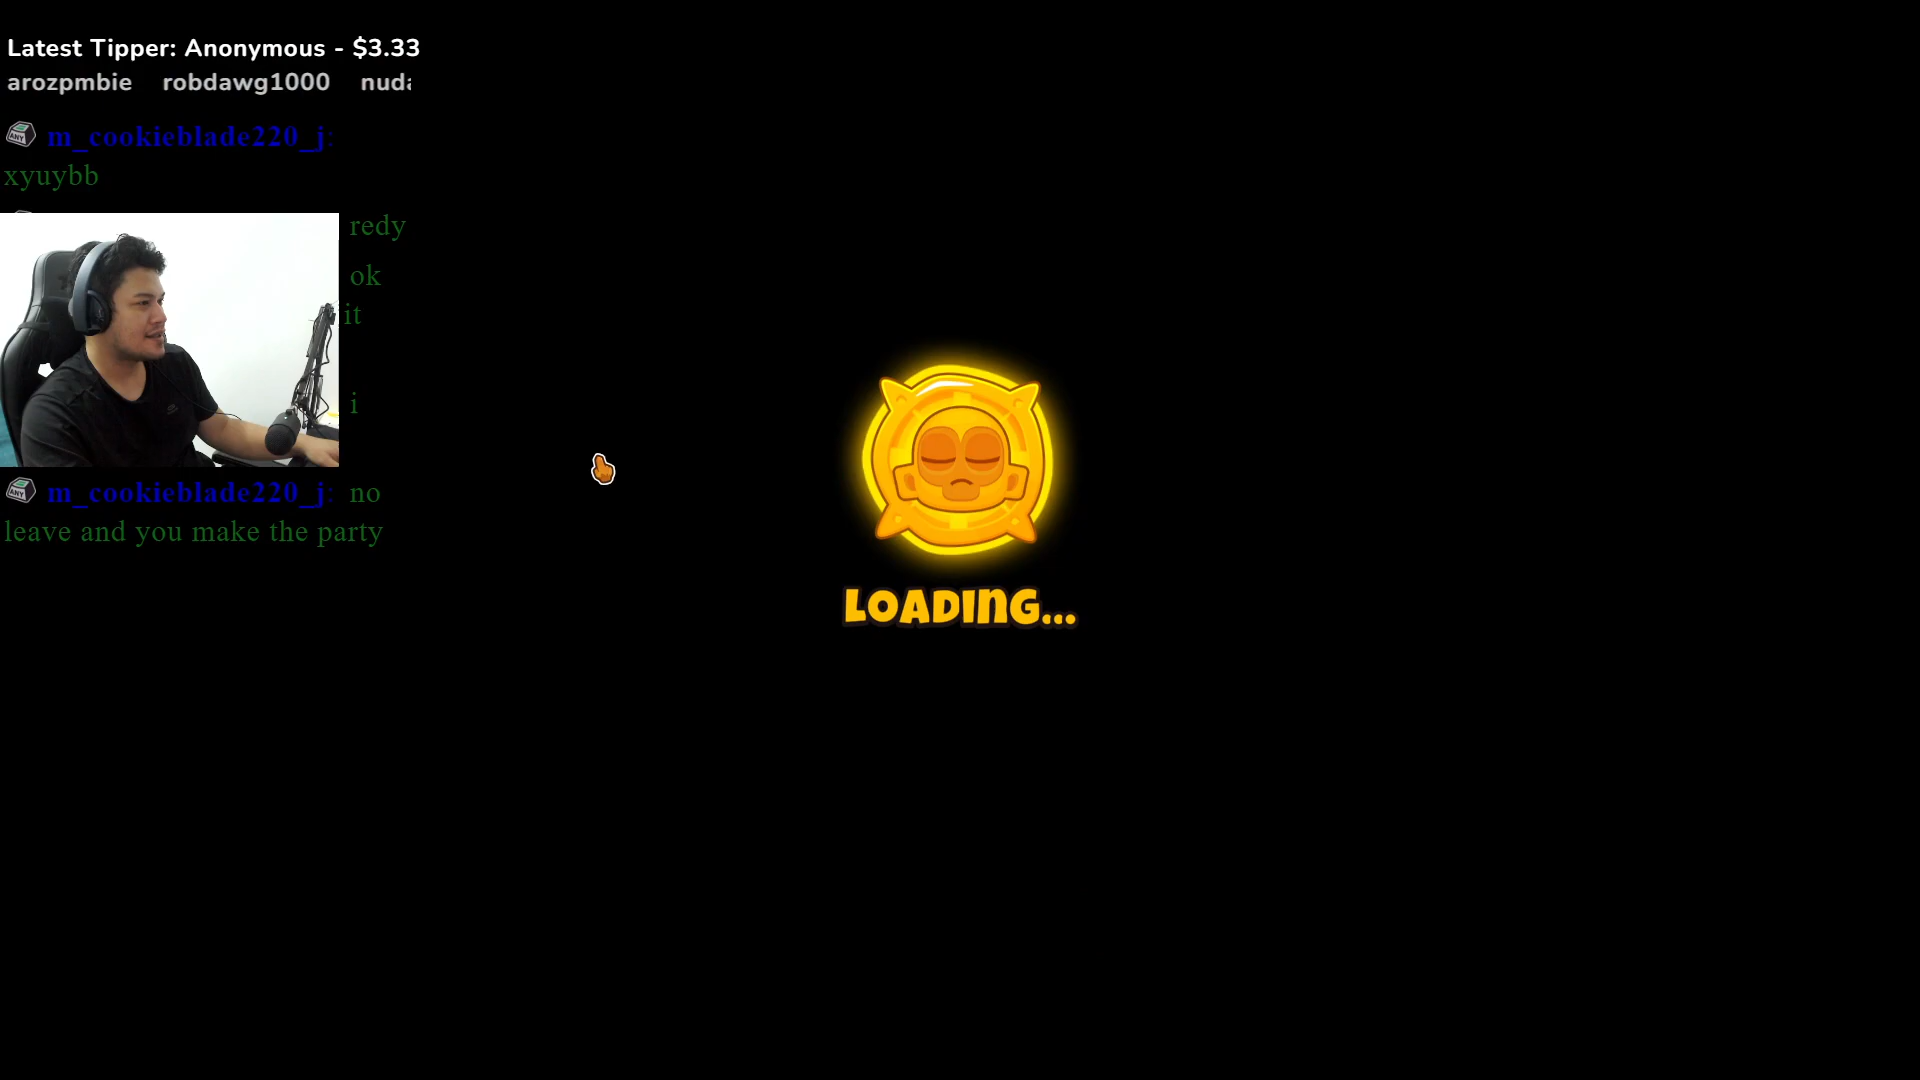 Latest Tipper: Anonymous - $3.33
arozpmbie robdawg1000
m_cookieblade220_j:
xyuybb
redy
ok
it
i
m_cookieblade220_j: no
leave and you make the party
LOADING...